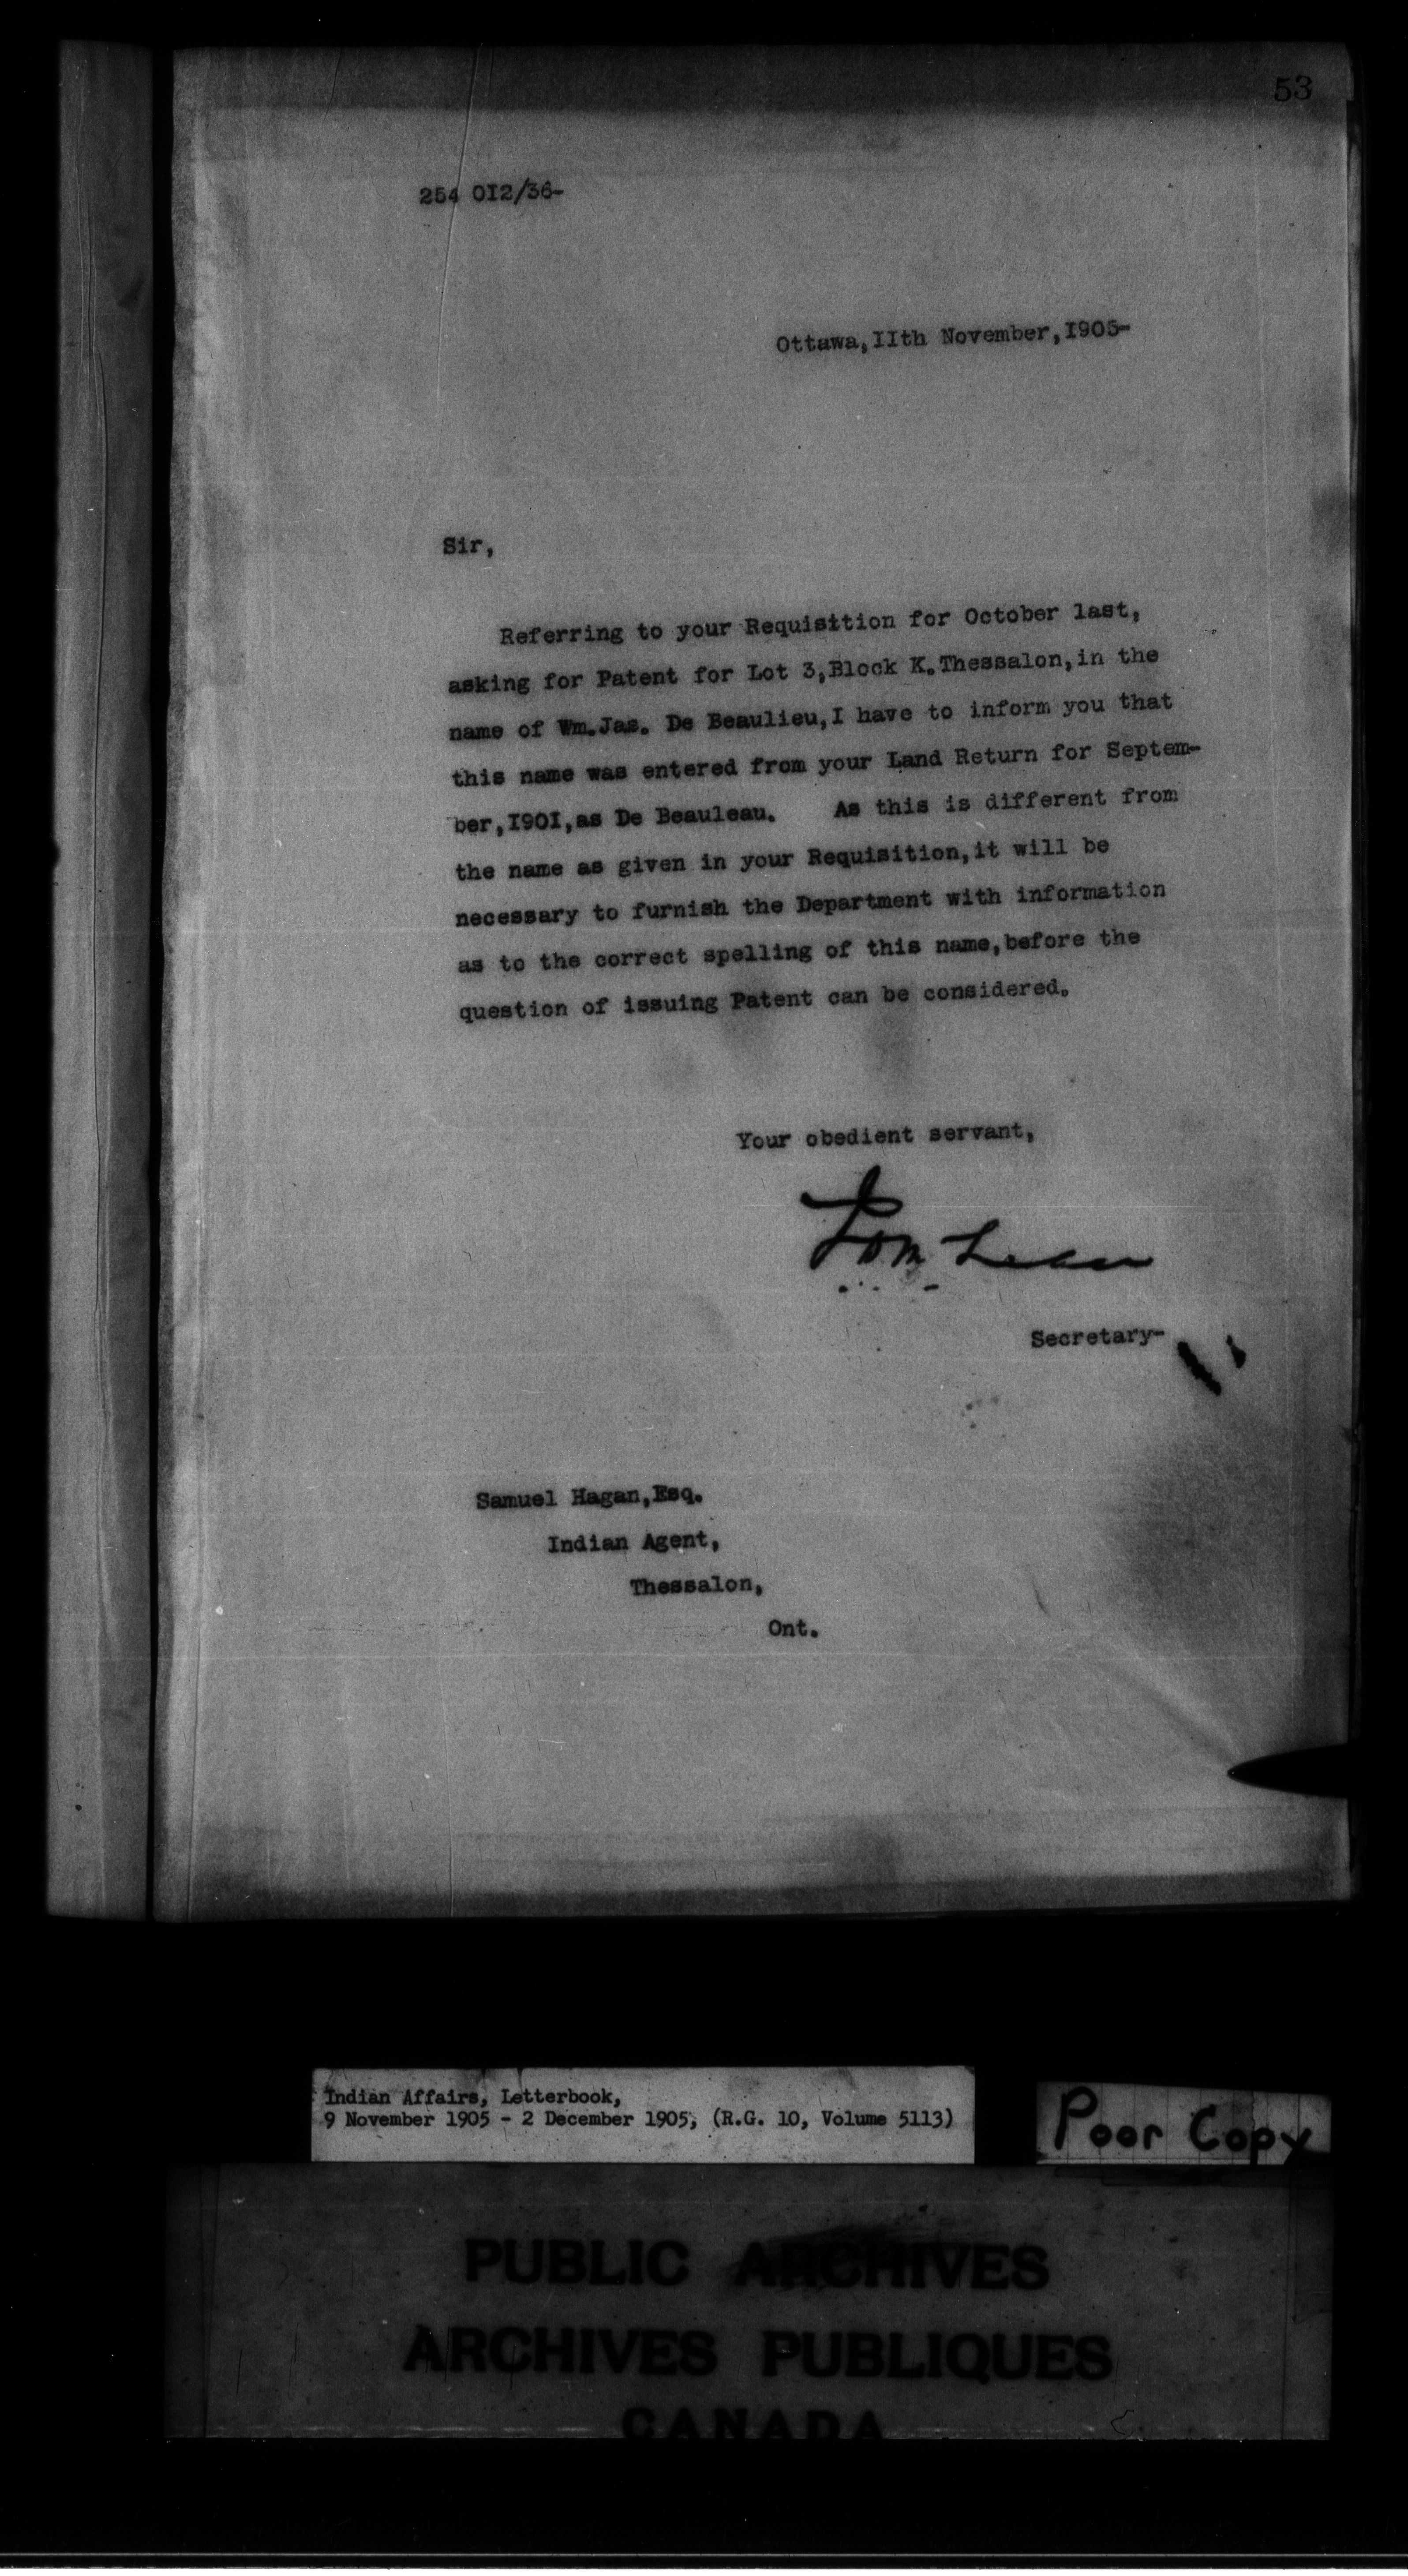 53
254 OI2/36-
Ottawa,IIth November,I905-
Sir,
Referring to your Requisition for October last,
asking for Patent for Lot 3,Block K.Thessalon,in the
name of Wm.Jas. De Beaulieu,I have to inform you that
this name was entered from your Land Return for Septem-
ber,I90I,as De Beauleau. As this is different from
the name as given in your Requisition,it will be
necessary to furnish the Department with information
as to the correct spelling of this name,before the
question of issuing Patent can be considered.
Your obedient servant,
Secretary-
Samuel Hagan,Esq.
Indian Agent,
Thessalon,
Ont.
Indian Affairs, Letterbook,
9 November 1905 - 2 December 1905, (R.G. 10, Volume 5113)
Poor Copy
PUBLIC ARCHIVES
ARCHIVES PUBLIQUES
CANADA